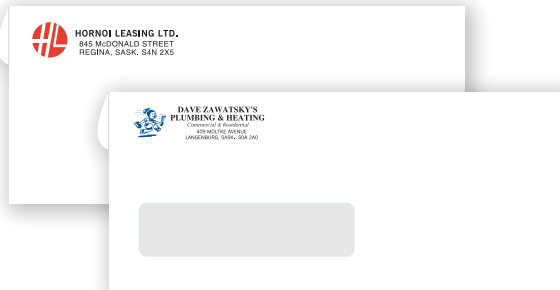 HL
HORNOI LEASING LTD.
845 McDONALD STREET
REGINA, SASK. S4N 2X5
DAVE ZAWATSKY'S
PLUMBING & HEATING
Commercial & Residential
409 MOLTKE AVENUE
LANGENBURG, SASK. S0A 2A0